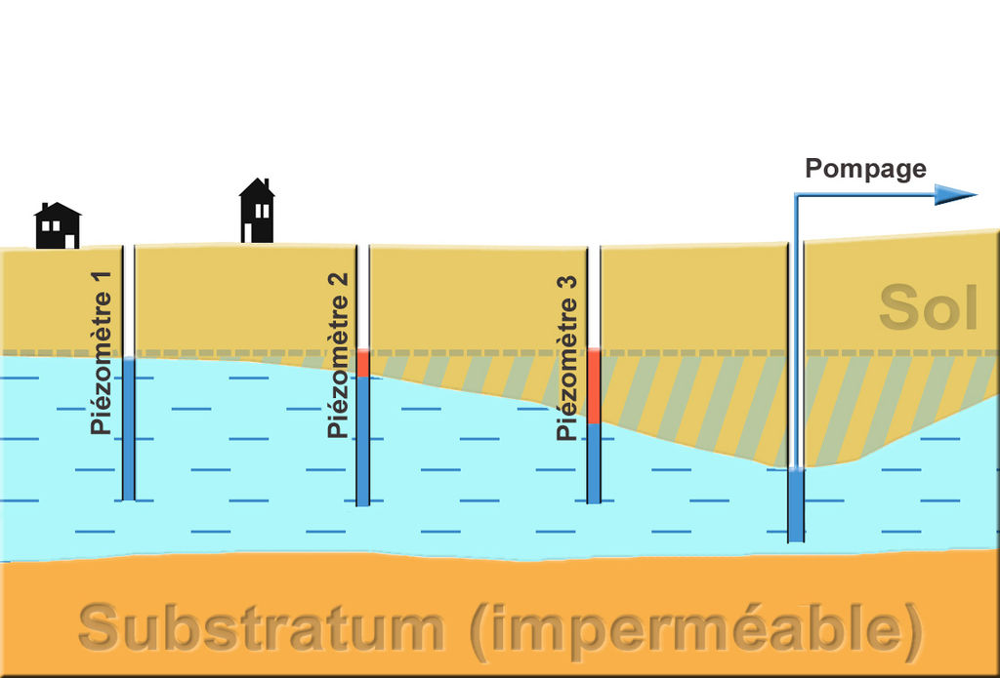 Pompage
Piézomètre 1
Piézomètre 2
Piézomètre 3
Sol
Substratum (imperméable)